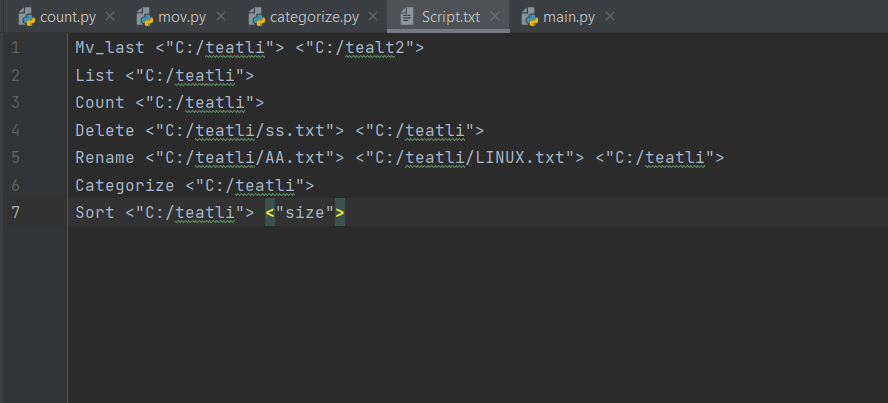 count.py mov.py categorize.py Script.txt main.py
1 Mv_last <"C:/teatli"> <"C:/tealt2">
2 List <"C:/teatli">
3 Count <"C:/teatli">
4 Delete <"C:/teatli/ss.txt"> <"C:/teatli">
5 Rename <"C:/teatli/AA.txt"> <"C:/teatli/LINUX.txt"> <"C:/teatli">
6 Categorize <"C:/teatli">
7 Sort <"C:/teatli"> <"size">